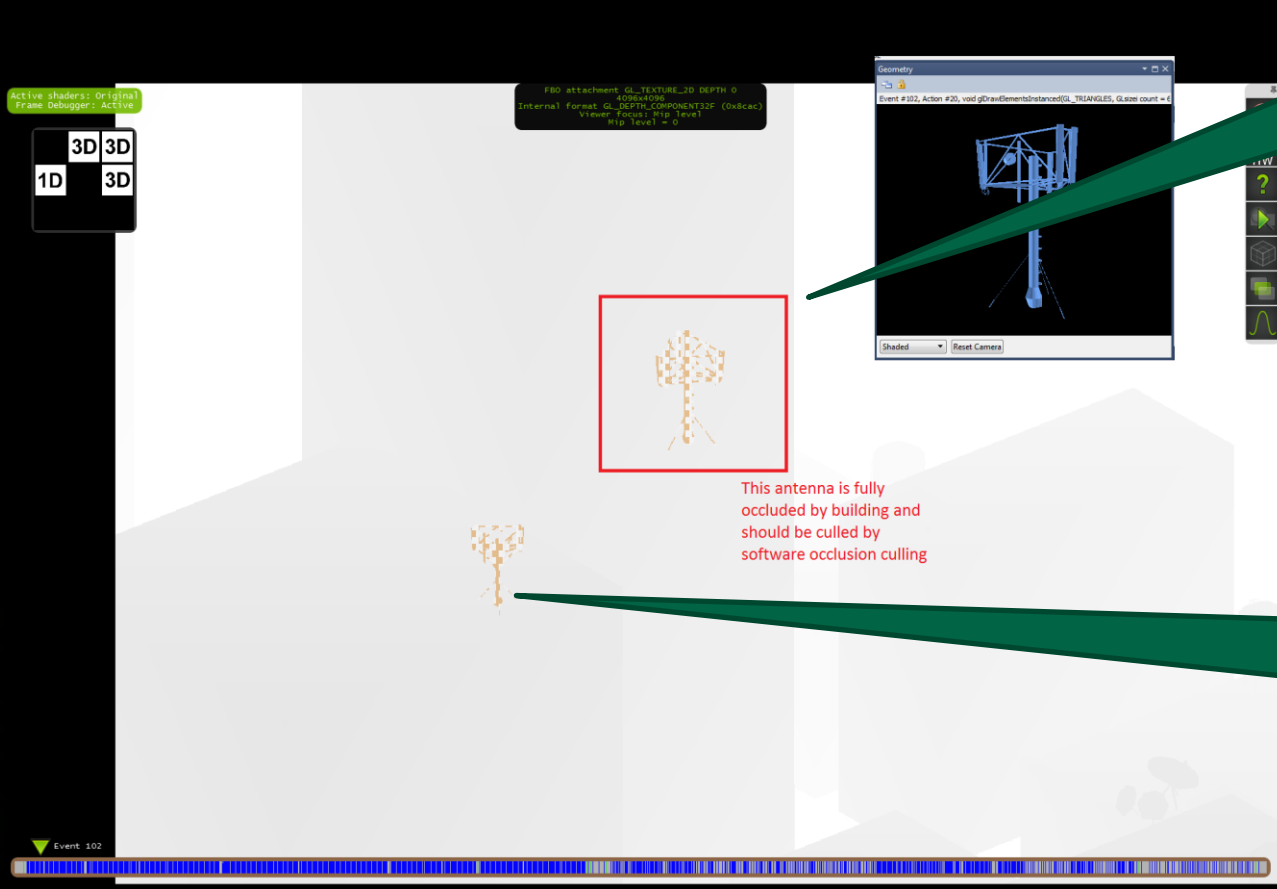 Active shaders: Original
Frame Debugger: Active
3D 3D
1D 3D
FBO attachment GL_TEXTURE_2D DEPTH 0
4096x4096
Internal format GL_DEPTH_COMPONENT32F (0x8cac)
Viewer focus: Mip level
Mip level = 0
Geometry
Event #102, Action #20, void glDrawElementsInstanced(GL_TRIANGLES, GLsizei count = 6
Shaded
Reset Camera
?
This antenna is fully
occluded by building and
should be culled by
software occlusion culling
Event 102